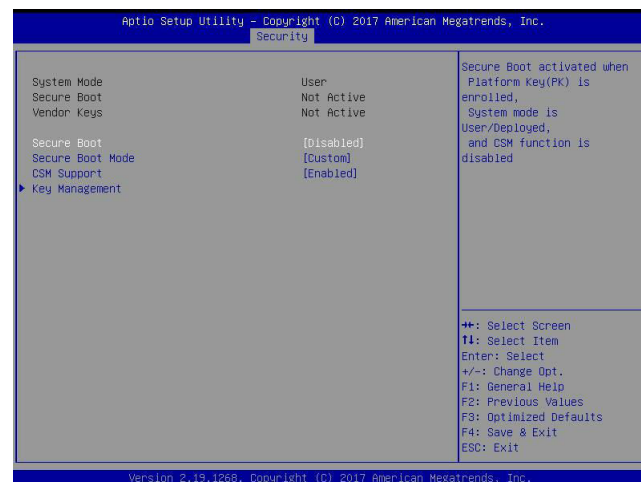 Aptio Setup Utility – Copyright (C) 2017 American Megatrends, Inc.
Security
System Mode User
Secure Boot Not Active
Vendor Keys Not Active
Secure Boot [Disabled]
Secure Boot Mode [Custom]
CSM Support [Enabled]
Key Management
Secure Boot activated when
Platform Key(PK) is
enrolled,
System mode is
User/Deployed,
and CSM function is
disabled
→←: Select Screen
↑↓: Select Item
Enter: Select
+/-: Change Opt.
F1: General Help
F2: Previous Values
F3: Optimized Defaults
F4: Save & Exit
ESC: Exit
Version 2.19.1268. Copyright (C) 2017 American Megatrends, Inc.